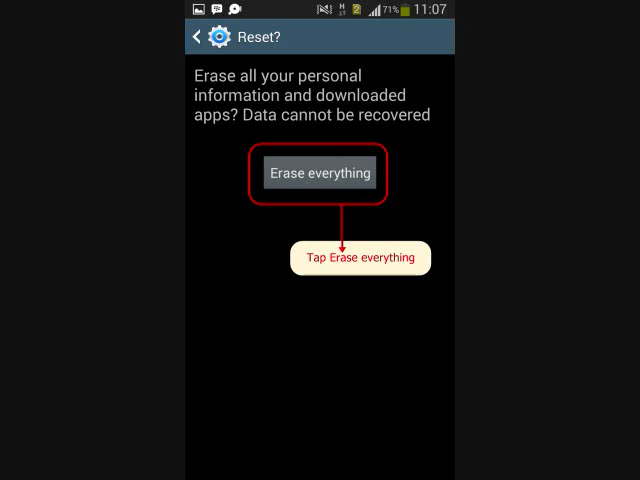 71% 11:07
Reset?
Erase all your personal
information and downloaded
apps? Data cannot be recovered
Erase everything
Tap Erase everything